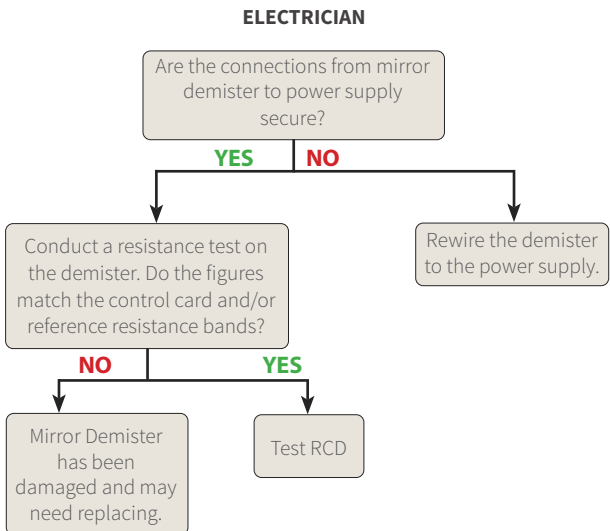 ELECTRICIAN
Are the connections from mirror
demister to power supply
secure?
YES NO
Conduct a resistance test on
the demister. Do the figures
match the control card and/or
reference resistance bands?
Rewire the demister
to the power supply.
NO YES
Mirror Demister
has been
damaged and may
need replacing.
Test RCD